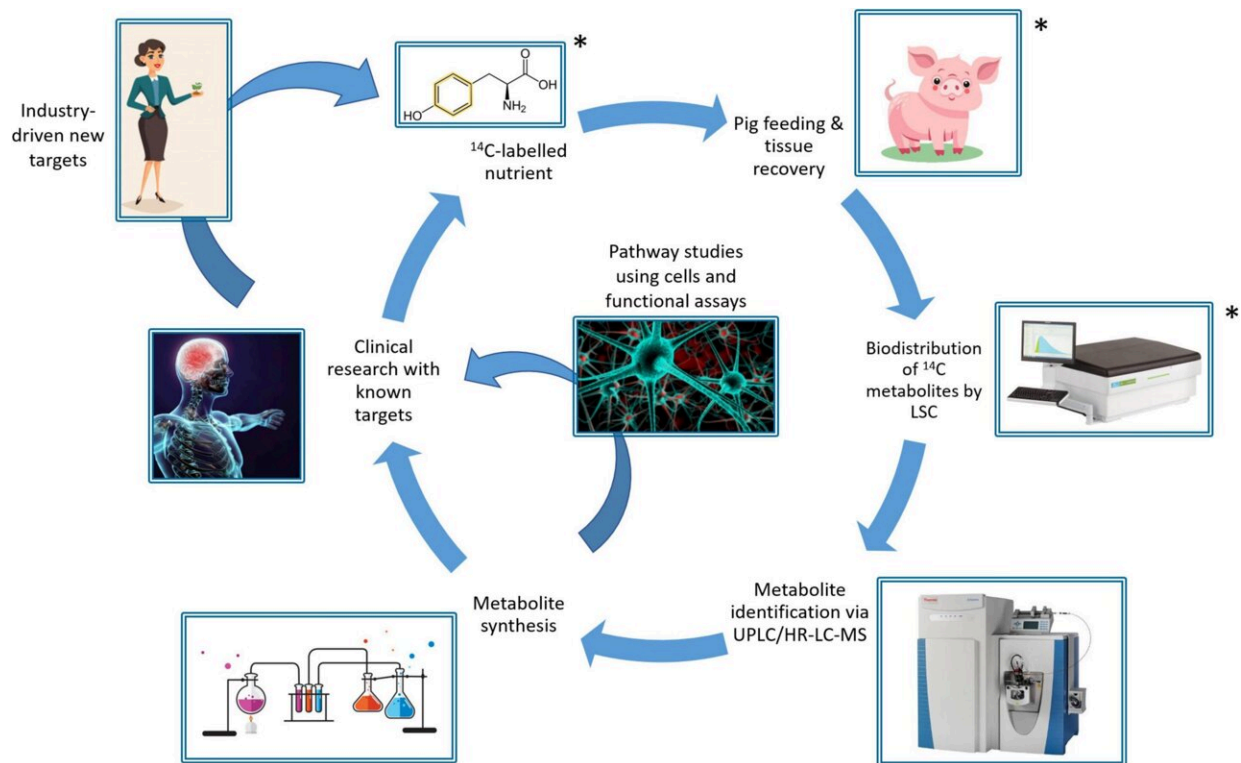 Industry-
driven new
targets
*
O
OH
NH₂
HO
¹⁴C-labelled
nutrient
*
Pig feeding &
tissue
recovery
*
Biodistribution
of ¹⁴C
metabolites by
LSC
Metabolite
identification via
UPLC/HR-LC-MS
Metabolite
synthesis
Clinical
research with
known
targets
Pathway studies
using cells and
functional assays